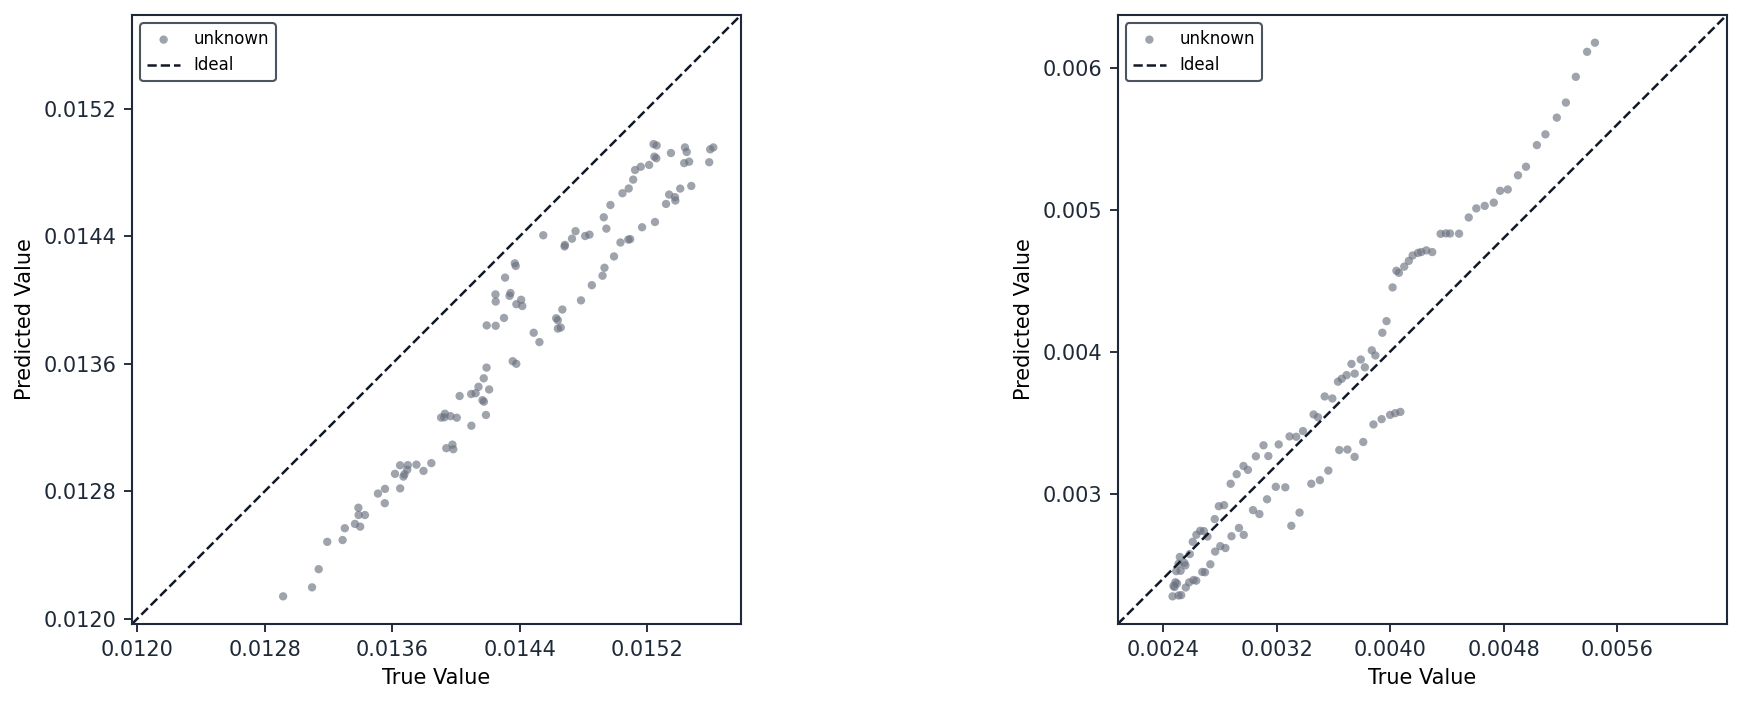 unknown
Ideal
0.0152
0.0144
0.0136
0.0128
0.0120
Predicted Value
0.0120 0.0128 0.0136 0.0144 0.0152
True Value
unknown
Ideal
0.006
0.005
0.004
0.003
Predicted Value
0.0024 0.0032 0.0040 0.0048 0.0056
True Value